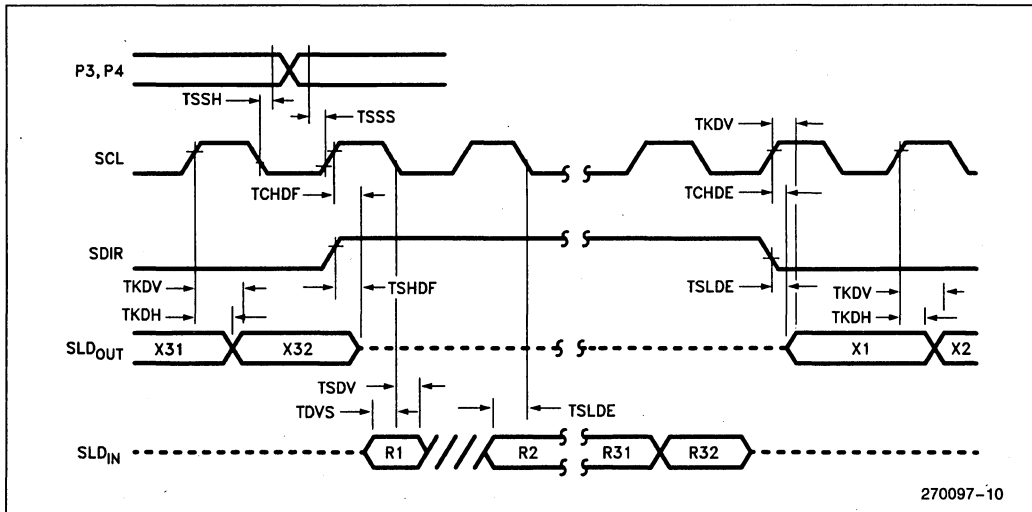 P3, P4
TSSH
TSSS
TKDV
SCL
TCHDF
TCHDE
SDIR
TKDV
TSHDF
TSLDE
TKDV
TKDH
TKDH
SLDOUT
X31
X32
X1
X2
TSDV
TDVS
TSLDE
SLDIN
R1
R2
R31
R32
270097-10